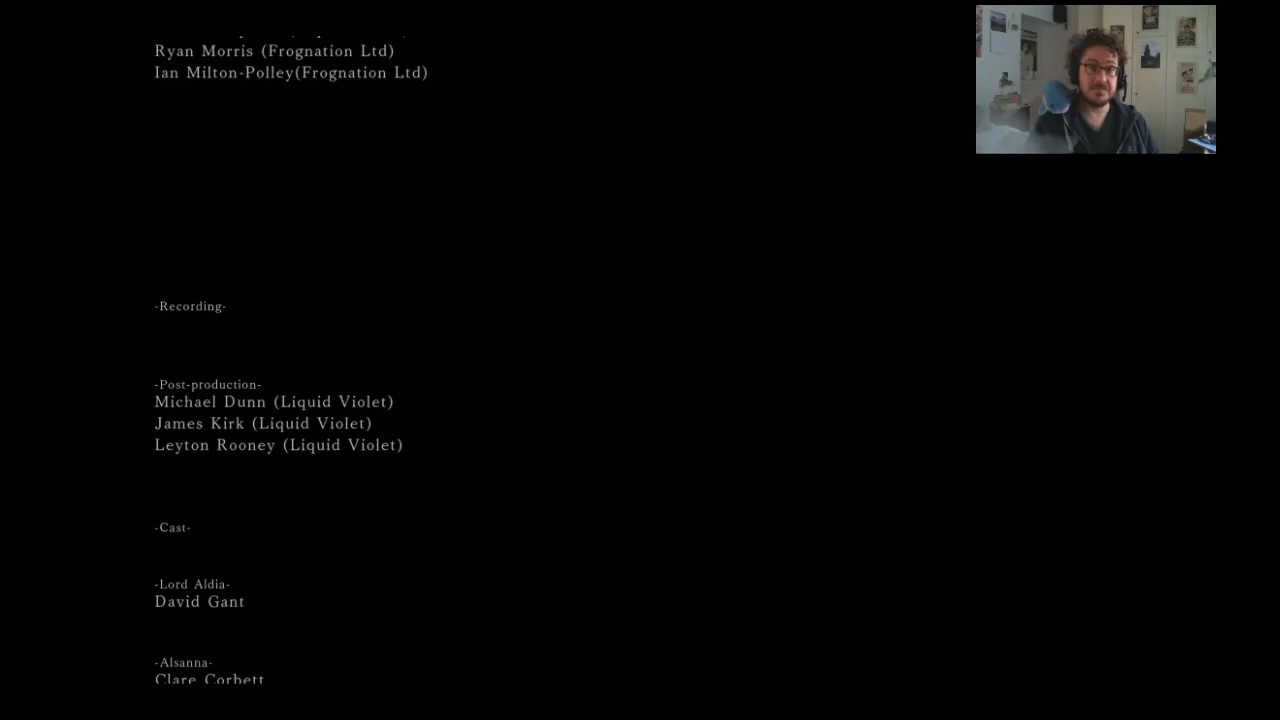 Ryan Morris (Frognation Ltd)
Ian Milton-Polley(Frognation Ltd)
-Recording-
-Post-production-
Michael Dunn (Liquid Violet)
James Kirk (Liquid Violet)
Leyton Rooney (Liquid Violet)
-Cast-
-Lord Aldia-
David Gant
-Alsanna-
Clare Corbett